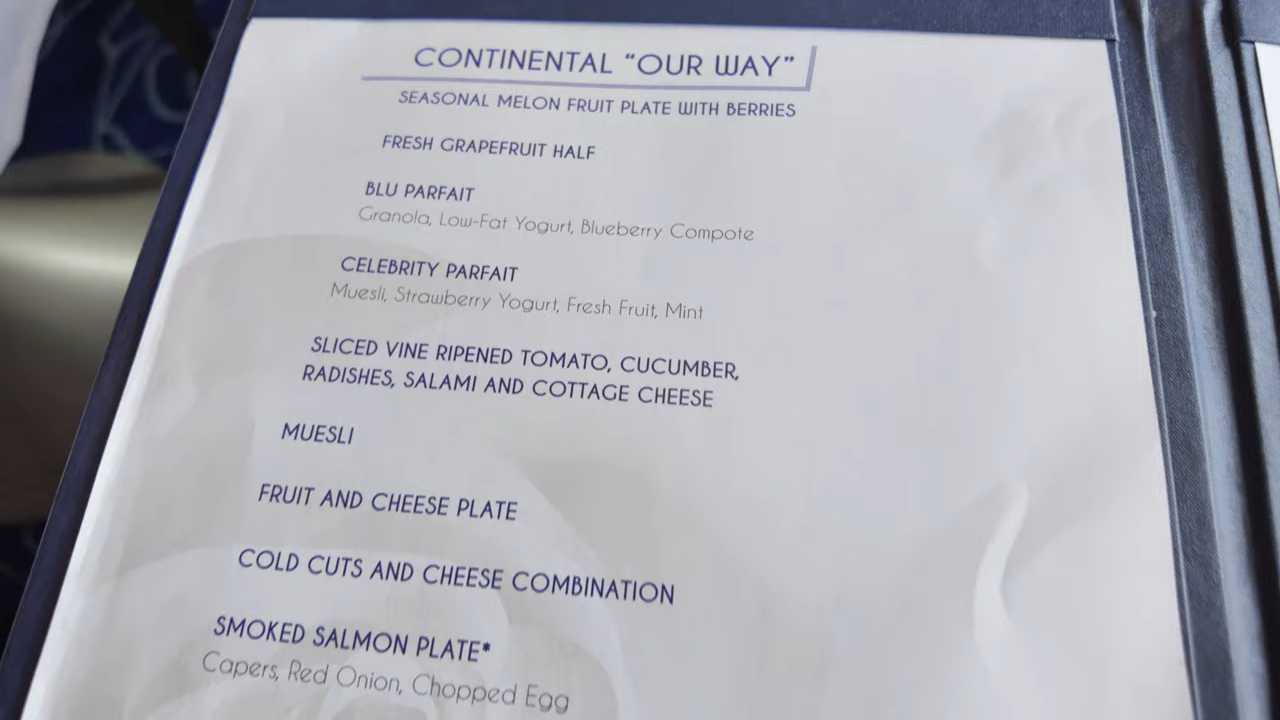 CONTINENTAL “OUR WAY”
SEASONAL MELON FRUIT PLATE WITH BERRIES
FRESH GRAPEFRUIT HALF
BLU PARFAIT
Granola, Low-Fat Yogurt, Blueberry Compote
CELEBRITY PARFAIT
Muesli, Strawberry Yogurt, Fresh Fruit, Mint
SLICED VINE RIPENED TOMATO, CUCUMBER,
RADISHES, SALAMI AND COTTAGE CHEESE
MUESLI
FRUIT AND CHEESE PLATE
COLD CUTS AND CHEESE COMBINATION
SMOKED SALMON PLATE*
Capers, Red Onion, Chopped Egg